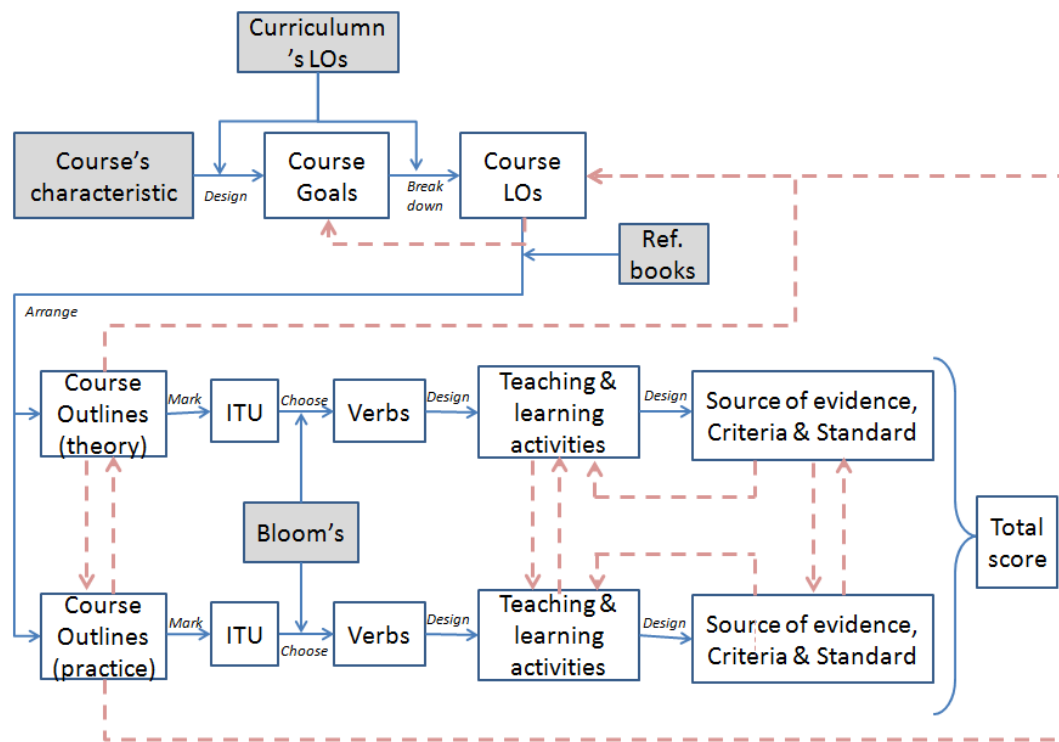 Curriculumn
’s LOs
Course’s
characteristic
Design
Course
Goals
Break
down
Course
LOs
Ref.
books
Arrange
Course
Outlines
(theory)
Mark
ITU
Choose
Verbs
Design
Teaching &
learning
activities
Design
Source of evidence,
Criteria & Standard
Bloom’s
Total
score
Course
Outlines
(practice)
Mark
ITU
Choose
Verbs
Design
Teaching &
learning
activities
Design
Source of evidence,
Criteria & Standard